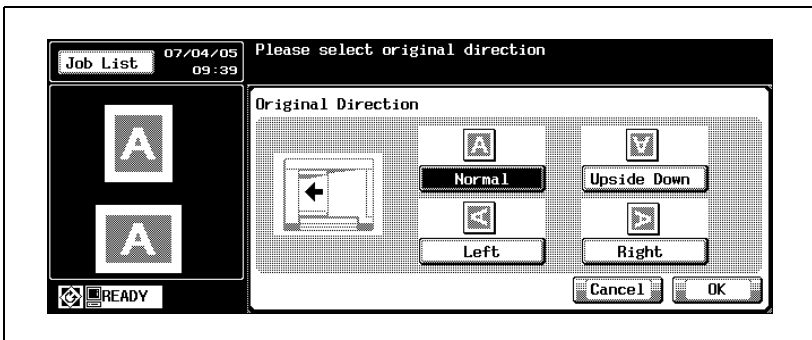 Job List
07/04/05
09:39
Please select original direction
Original Direction
A
A
A
A
Normal
Upside Down
A
A
Left
Right
READY
Cancel
OK